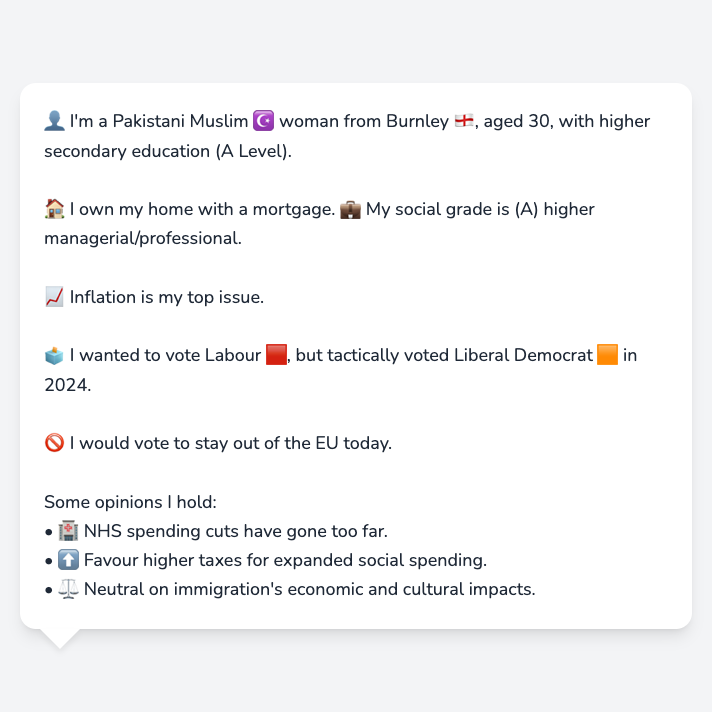 👤 I'm a Pakistani Muslim ☪️ woman from Burnley 🏴󠁧󠁢󠁥󠁮󠁧󠁿, aged 30, with higher
secondary education (A Level).
🏠 I own my home with a mortgage. 💼 My social grade is (A) higher
managerial/professional.
📈 Inflation is my top issue.
🗳️ I wanted to vote Labour 🟥, but tactically voted Liberal Democrat 🟧 in
2024.
🚫 I would vote to stay out of the EU today.
Some opinions I hold:
• 🏥 NHS spending cuts have gone too far.
• ⬆️ Favour higher taxes for expanded social spending.
• ⚖️ Neutral on immigration's economic and cultural impacts.